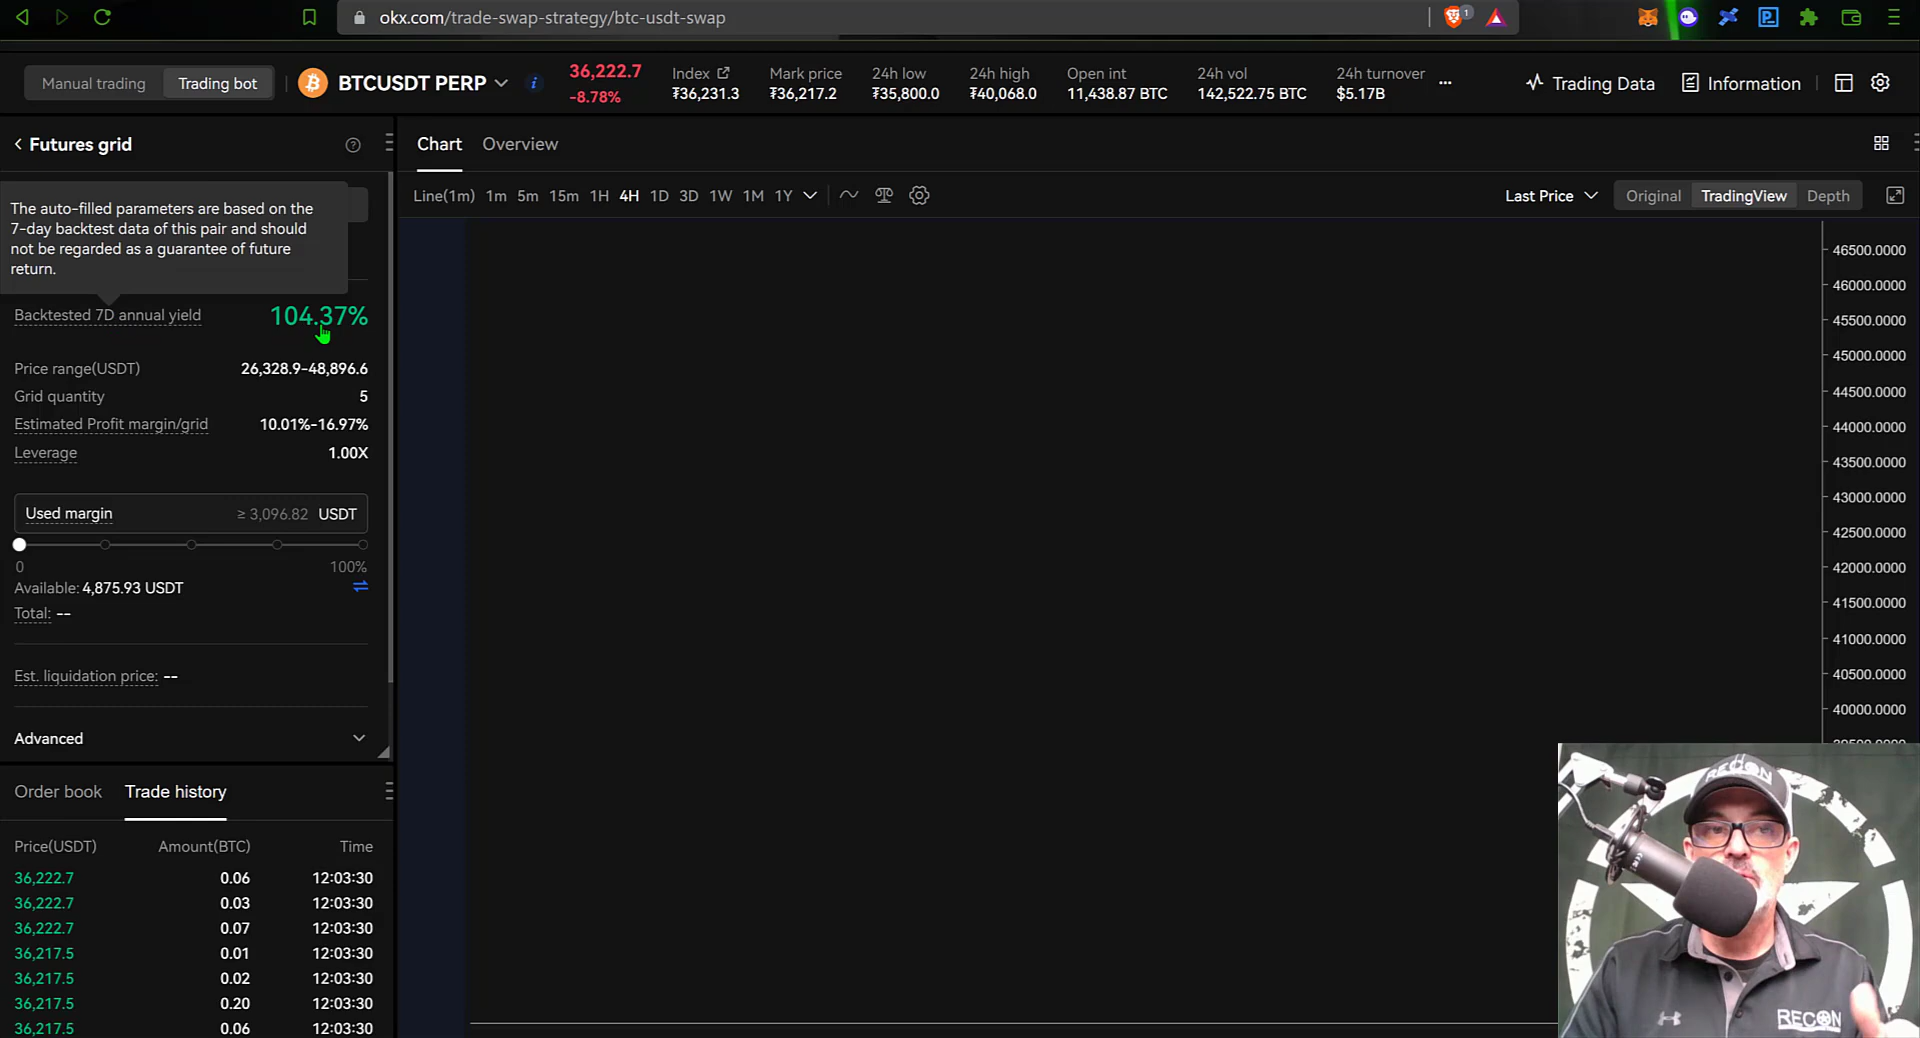 okx.com/trade-swap-strategy/btc-usdt-swap
1
Manual trading
Trading bot
BTCUSDT PERP
36,222.7
-8.78%
Index
₮36,231.3
Mark price
₮36,217.2
24h low
₮35,800.0
24h high
₮40,068.0
Open int
11,438.87 BTC
24h vol
142,522.75 BTC
24h turnover
$5.17B
Trading Data
Information
Futures grid
The auto-filled parameters are based on the
7-day backtest data of this pair and should
not be regarded as a guarantee of future
return.
Backtested 7D annual yield 104.37%
Price range(USDT) 26,328.9-48,896.6
Grid quantity 5
Estimated Profit margin/grid 10.01%-16.97%
Leverage 1.00X
Used margin ≥ 3,096.82 USDT
0 100%
Available: 4,875.93 USDT
Total: --
Est. liquidation price: --
Advanced
Order book Trade history
Price(USDT) Amount(BTC) Time
36,222.7 0.06 12:03:30
36,222.7 0.03 12:03:30
36,222.7 0.07 12:03:30
36,217.5 0.01 12:03:30
36,217.5 0.02 12:03:30
36,217.5 0.20 12:03:30
36,217.5 0.06 12:03:30
Chart Overview
Line(1m) 1m 5m 15m 1H 4H 1D 3D 1W 1M 1Y
Last Price
Original TradingView Depth
46500.0000
46000.0000
45500.0000
45000.0000
44500.0000
44000.0000
43500.0000
43000.0000
42500.0000
42000.0000
41500.0000
41000.0000
40500.0000
40000.0000
RECON
RECON